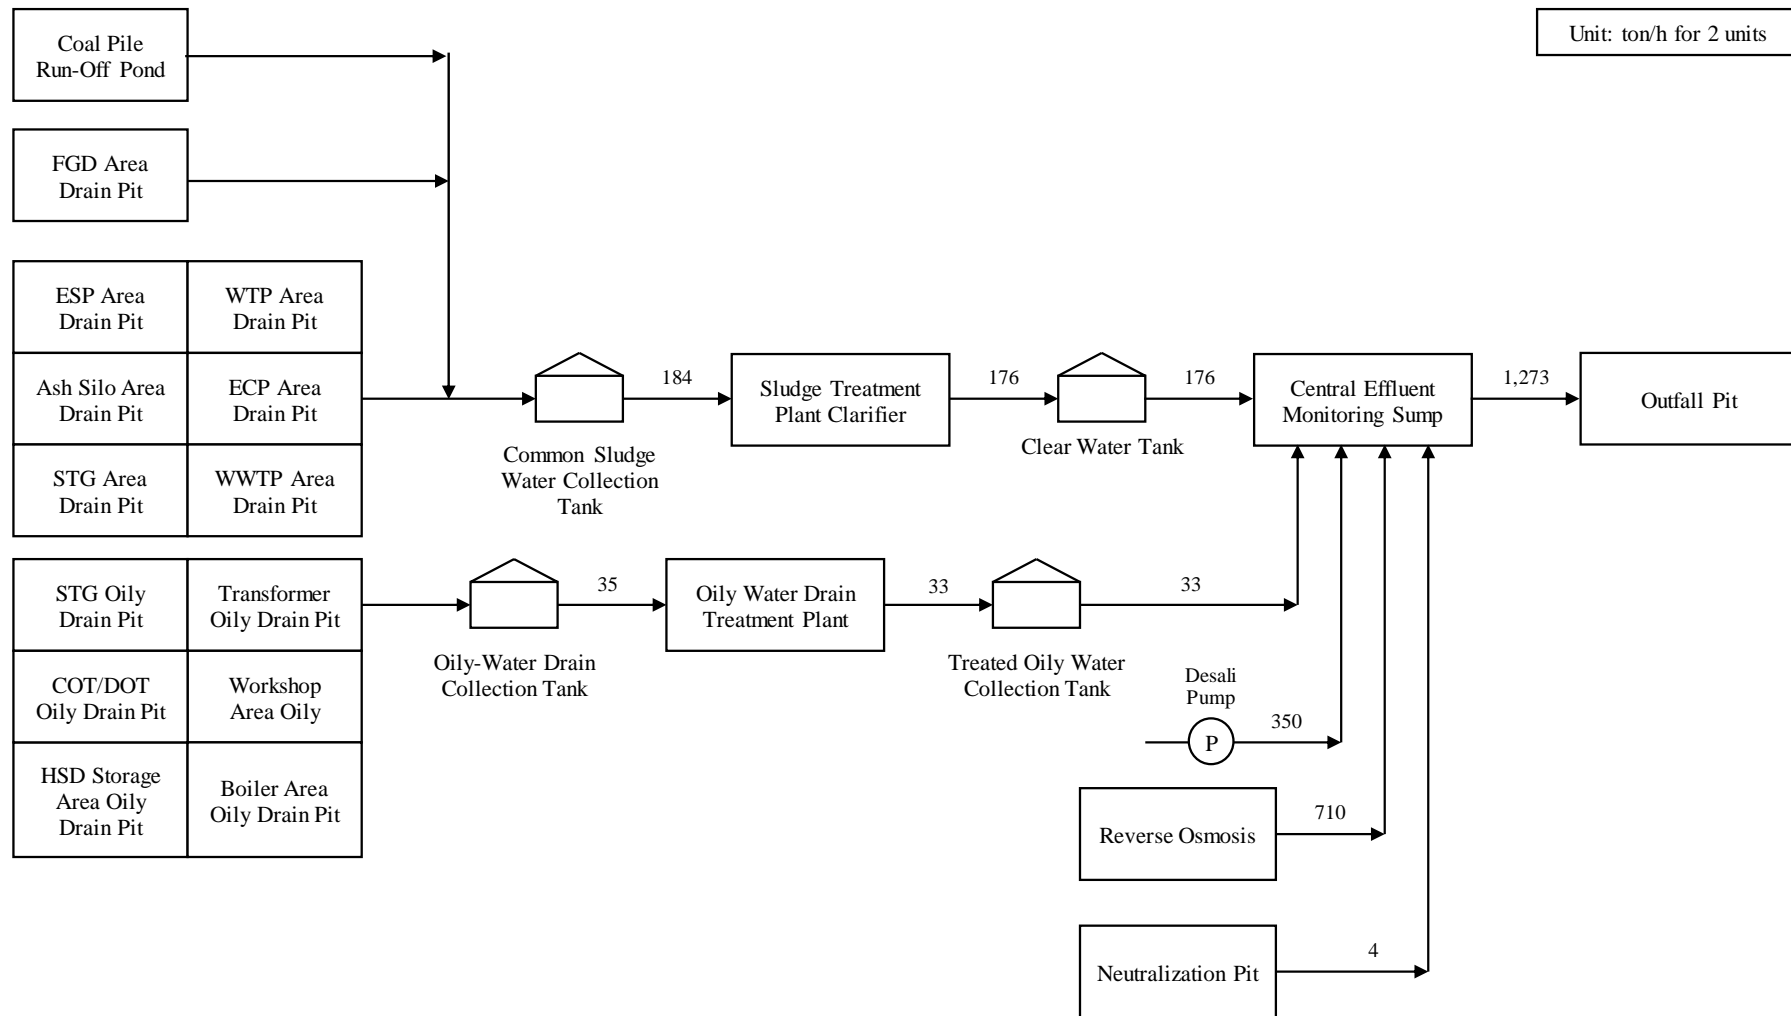 Coal Pile
Run-Off Pond
Unit: ton/h for 2 units
FGD Area
Drain Pit
ESP Area
Drain Pit
WTP Area
Drain Pit
Ash Silo Area
Drain Pit
ECP Area
Drain Pit
STG Area
Drain Pit
WWTP Area
Drain Pit
Common Sludge
Water Collection
Tank
184
Sludge Treatment
Plant Clarifier
176
Clear Water Tank
176
Central Effluent
Monitoring Sump
1,273
Outfall Pit
STG Oily
Drain Pit
Transformer
Oily Drain Pit
COT/DOT
Oily Drain Pit
Workshop
Area Oily
HSD Storage
Area Oily
Drain Pit
Boiler Area
Oily Drain Pit
Oily-Water Drain
Collection Tank
35
Oily Water Drain
Treatment Plant
33
Treated Oily Water
Collection Tank
33
Desali
Pump
P
350
Reverse Osmosis
710
Neutralization Pit
4